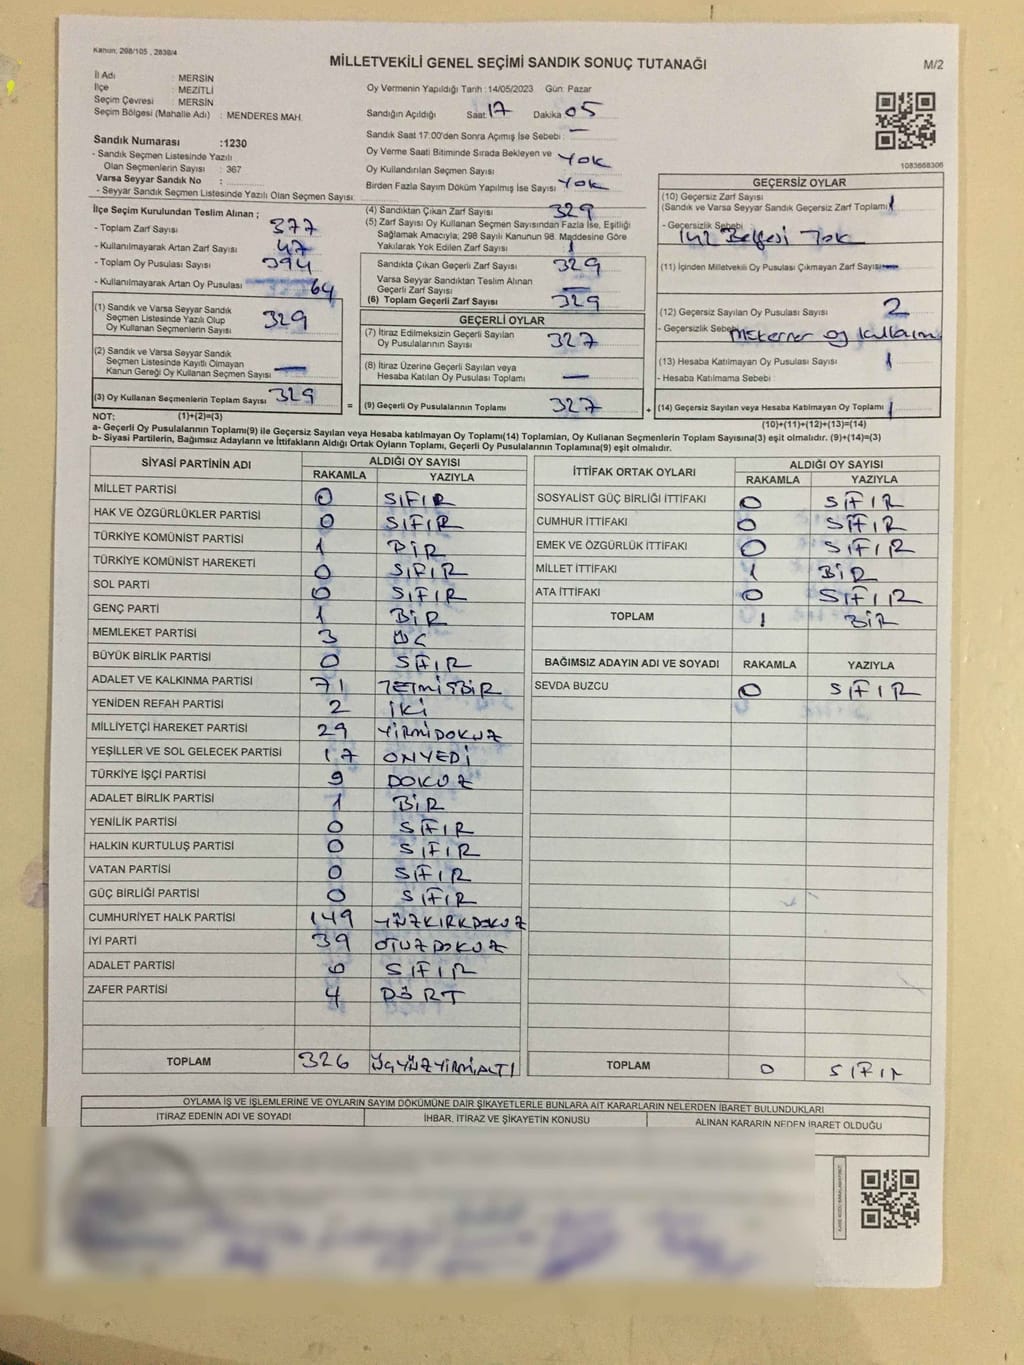 Kanun: 298/105 , 2839/4
MİLLETVEKİLİ GENEL SEÇİMİ SANDIK SONUÇ TUTANAĞI
M/2
İl Adı : MERSİN
İlçe : MEZİTLİ
Seçim Çevresi : MERSİN
Seçim Bölgesi (Mahalle Adı) : MENDERES MAH.
Oy Vermenin Yapıldığı Tarih : 14/05/2023 Gün: Pazar
Sandığın Açıldığı Saat 17 Dakika 05
Sandık Saat 17:00'den Sonra Açımış İse Sebebi : —
Oy Verme Saati Bitiminde Sırada Bekleyen ve
Oy Kullandırılan Seçmen Sayısı YOK
Birden Fazla Sayım Döküm Yapılmış İse Sayısı YOK
1083668306
Sandık Numarası :1230
- Sandık Seçmen Listesinde Yazılı
Olan Seçmenlerin Sayısı : 367
Varsa Seyyar Sandık No :
- Seyyar Sandık Seçmen Listesinde Yazılı Olan Seçmen Sayısı:
İlçe Seçim Kurulundan Teslim Alınan ;
- Toplam Zarf Sayısı 377
- Kullanılmayarak Artan Zarf Sayısı 47
- Toplam Oy Pusulası Sayısı 394
- Kullanılmayarak Artan Oy Pusulası 64
(1) Sandık ve Varsa Seyyar Sandık
Seçmen Listesinde Yazılı Olup
Oy Kullanan Seçmenlerin Sayısı 329
(2) Sandık ve Varsa Seyyar Sandık
Seçmen Listesinde Kayıtlı Olmayan
Kanun Gereği Oy Kullanan Seçmen Sayısı —
(3) Oy Kullanan Seçmenlerin Toplam Sayısı 329
(4) Sandıktan Çıkan Zarf Sayısı 329
(5) Zarf Sayısı Oy Kullanan Seçmen Sayısından Fazla İse, Eşitliği
Sağlamak Amacıyla; 298 Sayılı Kanunun 98. Maddesine Göre
Yakılarak Yok Edilen Zarf Sayısı 1
Sandıkta Çıkan Geçerli Zarf Sayısı 329
Varsa Seyyar Sandıktan Teslim Alınan
Geçerli Zarf Sayısı —
(6) Toplam Geçerli Zarf Sayısı 329
GEÇERLİ OYLAR
(7) İtiraz Edilmeksizin Geçerli Sayılan
Oy Pusulalarının Sayısı 327
(8) İtiraz Üzerine Geçerli Sayılan veya
Hesaba Katılan Oy Pusulası Toplamı —
= (9) Geçerli Oy Pusulalarının Toplamı 327 +
GEÇERSİZ OYLAR
(10) Geçersiz Zarf Sayısı
(Sandık ve Varsa Seyyar Sandık Geçersiz Zarf Toplamı) 1
- Geçersizlik Sebebi
142 Belgesi Yok
(11) İçinden Milletvekili Oy Pusulası Çıkmayan Zarf Sayısı —
(12) Geçersiz Sayılan Oy Pusulası Sayısı 2
- Geçersizlik Sebebi oy
(13) Hesaba Katılmayan Oy Pusulası Sayısı 1
- Hesaba Katılmama Sebebi :
(14) Geçersiz Sayılan veya Hesaba Katılmayan Oy Toplamı 1
NOT: (1)+(2)=(3)
(10)+(11)+(12)+(13)=(14)
a- Geçerli Oy Pusulalarının Toplamı(9) ile Geçersiz Sayılan veya Hesaba katılmayan Oy Toplamı(14) Toplamları, Oy Kullanan Seçmenlerin Toplam Sayısına(3) eşit olmalıdır. (9)+(14)=(3)
b- Siyasi Partilerin, Bağımsız Adayların ve İttifakların Aldığı Ortak Oyların Toplamı, Geçerli Oy Pusulalarının Toplamına(9) eşit olmalıdır.
SİYASİ PARTİNİN ADI ALDIĞI OY SAYISI
RAKAMLA YAZIYLA
MİLLET PARTİSİ 0 SIFIR
HAK VE ÖZGÜRLÜKLER PARTİSİ 0 SIFIR
TÜRKİYE KOMÜNİST PARTİSİ 1 BİR
TÜRKİYE KOMÜNİST HAREKETİ 0 SIFIR
SOL PARTİ 0 SIFIR
GENÇ PARTİ 1 BİR
MEMLEKET PARTİSİ 3 ÜÇ
BÜYÜK BİRLİK PARTİSİ 0 SIFIR
ADALET VE KALKINMA PARTİSİ 71 YETMİŞBİR
YENİDEN REFAH PARTİSİ 2 İKİ
MİLLİYETÇİ HAREKET PARTİSİ 29 YİRMİDOKUZ
YEŞİLLER VE SOL GELECEK PARTİSİ 17 ONYEDİ
TÜRKİYE İŞÇİ PARTİSİ 9 DOKUZ
ADALET BİRLİK PARTİSİ 1 BİR
YENİLİK PARTİSİ 0 SIFIR
HALKIN KURTULUŞ PARTİSİ 0 SIFIR
VATAN PARTİSİ 0 SIFIR
GÜÇ BİRLİĞİ PARTİSİ 0 SIFIR
CUMHURİYET HALK PARTİSİ 149 YÜZKIRKDOKUZ
İYİ PARTİ 39 OTUZDOKUZ
ADALET PARTİSİ 0 SIFIR
ZAFER PARTİSİ 4 DÖRT
TOPLAM 326 ÜÇYÜZYİRMİALTI
İTTİFAK ORTAK OYLARI ALDIĞI OY SAYISI
RAKAMLA YAZIYLA
SOSYALİST GÜÇ BİRLİĞİ İTTİFAKI 0 SIFIR
CUMHUR İTTİFAKI 0 SIFIR
EMEK VE ÖZGÜRLÜK İTTİFAKI 0 SIFIR
MİLLET İTTİFAKI 1 BİR
ATA İTTİFAKI 0 SIFIR
TOPLAM 1 BİR
BAĞIMSIZ ADAYIN ADI VE SOYADI RAKAMLA YAZIYLA
SEVDA BUZCU 0 SIFIR
TOPLAM 0 SIFIR
OYLAMA İŞ VE İŞLEMLERİNE VE OYLARIN SAYIM DÖKÜMÜNE DAİR ŞİKAYETLERLE BUNLARA AİT KARARLARIN NELERDEN İBARET BULUNDUKLARI
İTİRAZ EDENİN ADI VE SOYADI İHBAR, İTİRAZ VE ŞİKAYETİN KONUSU ALINAN KARARIN NEDEN İBARET OLDUĞU